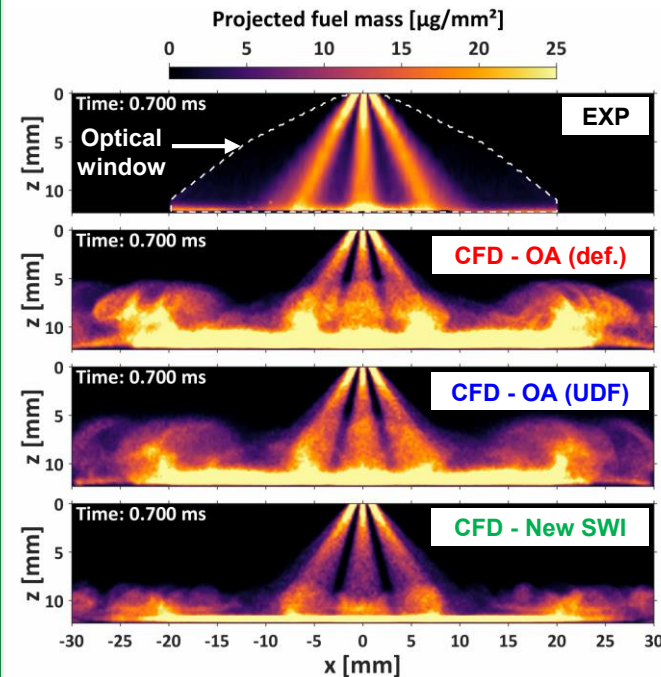 Projected fuel mass [µg/mm²]
0 5 10 15 20 25
Time: 0.700 ms
EXP
Optical
window
z [mm]
0
5
10
Time: 0.700 ms
CFD - OA (def.)
z [mm]
0
5
10
Time: 0.700 ms
CFD - OA (UDF)
z [mm]
0
5
10
Time: 0.700 ms
CFD - New SWI
z [mm]
0
5
10
-30 -25 -20 -15 -10 -5 0 5 10 15 20 25 30
x [mm]